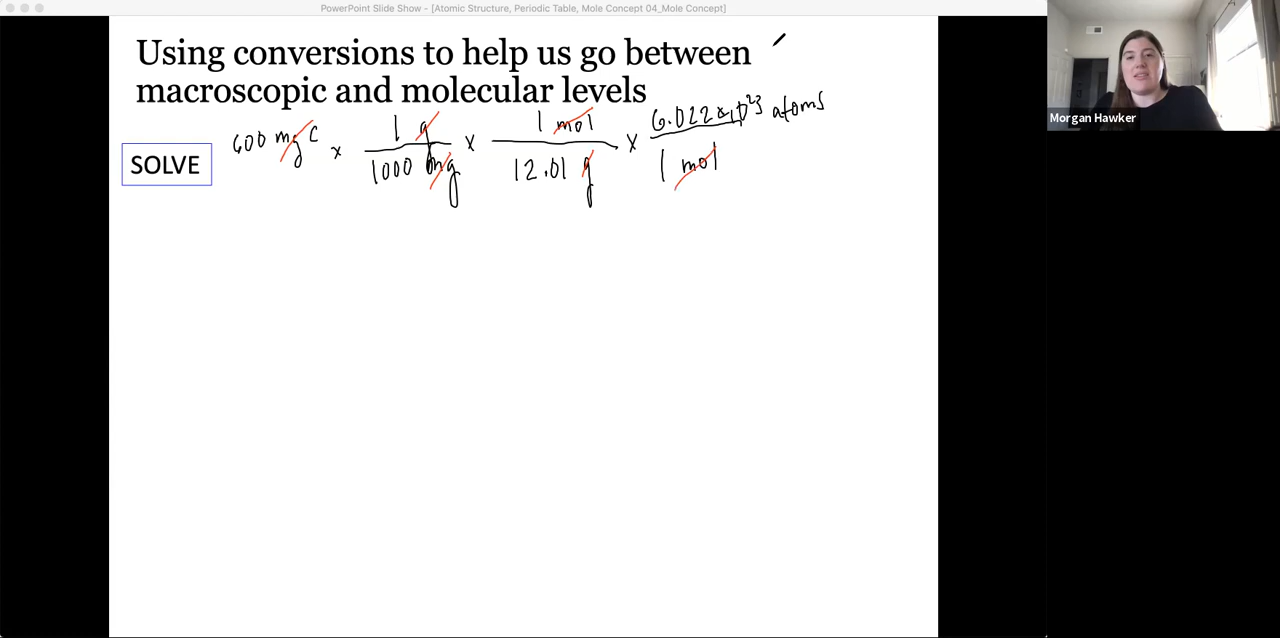 PowerPoint Slide Show - [Atomic Structure, Periodic Table, Mole Concept 04_Mole Concept]
Using conversions to help us go between
macroscopic and molecular levels
SOLVE
600 mg C × 1 g / 1000 mg × 1 mol / 12.01 g × 6.022×10²³ atoms / 1 mol
Morgan Hawker